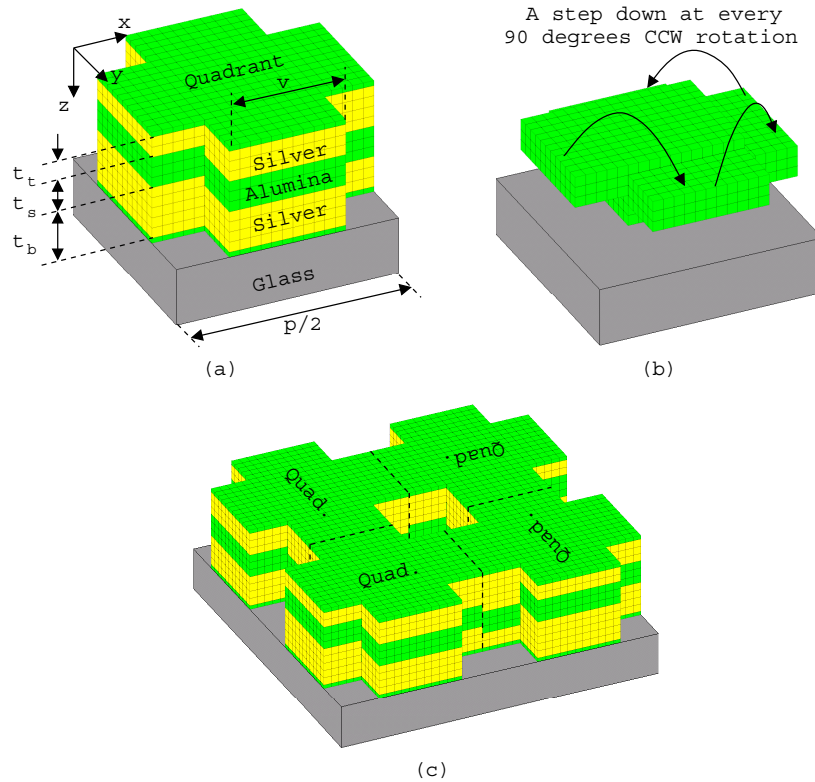 x
y
z
Quadrant
v
Silver
Alumina
Silver
t_t
t_s
t_b
Glass
p/2
(a)
A step down at every
90 degrees CCW rotation
(b)
Quad.
Quad.
Quad.
Quad.
(c)